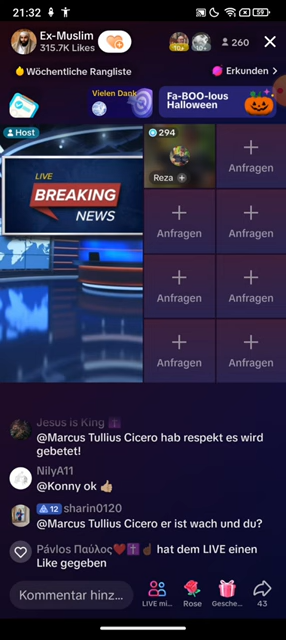 21:32
59
Ex-Muslim
315.7K Likes
10+
10+
260
Wöchentliche Rangliste
Erkunden >
Vielen Dank
Fa-BOO-lous
Halloween
Host
294
LIVE
BREAKING
NEWS
Reza +
Anfragen
Anfragen
Anfragen
Anfragen
Anfragen
Anfragen
Anfragen
Jesus is King
@Marcus Tullius Cicero hab respekt es wird
gebetet!
NilyA11
@Konny ok 👍🏼
12 sharin0120
@Marcus Tullius Cicero er ist wach und du?
Pávlos Παύλος❤️✝️☝🏿 hat dem LIVE einen
Like gegeben
Kommentar hinz...
LIVE mi...
Rose
Gesche...
43